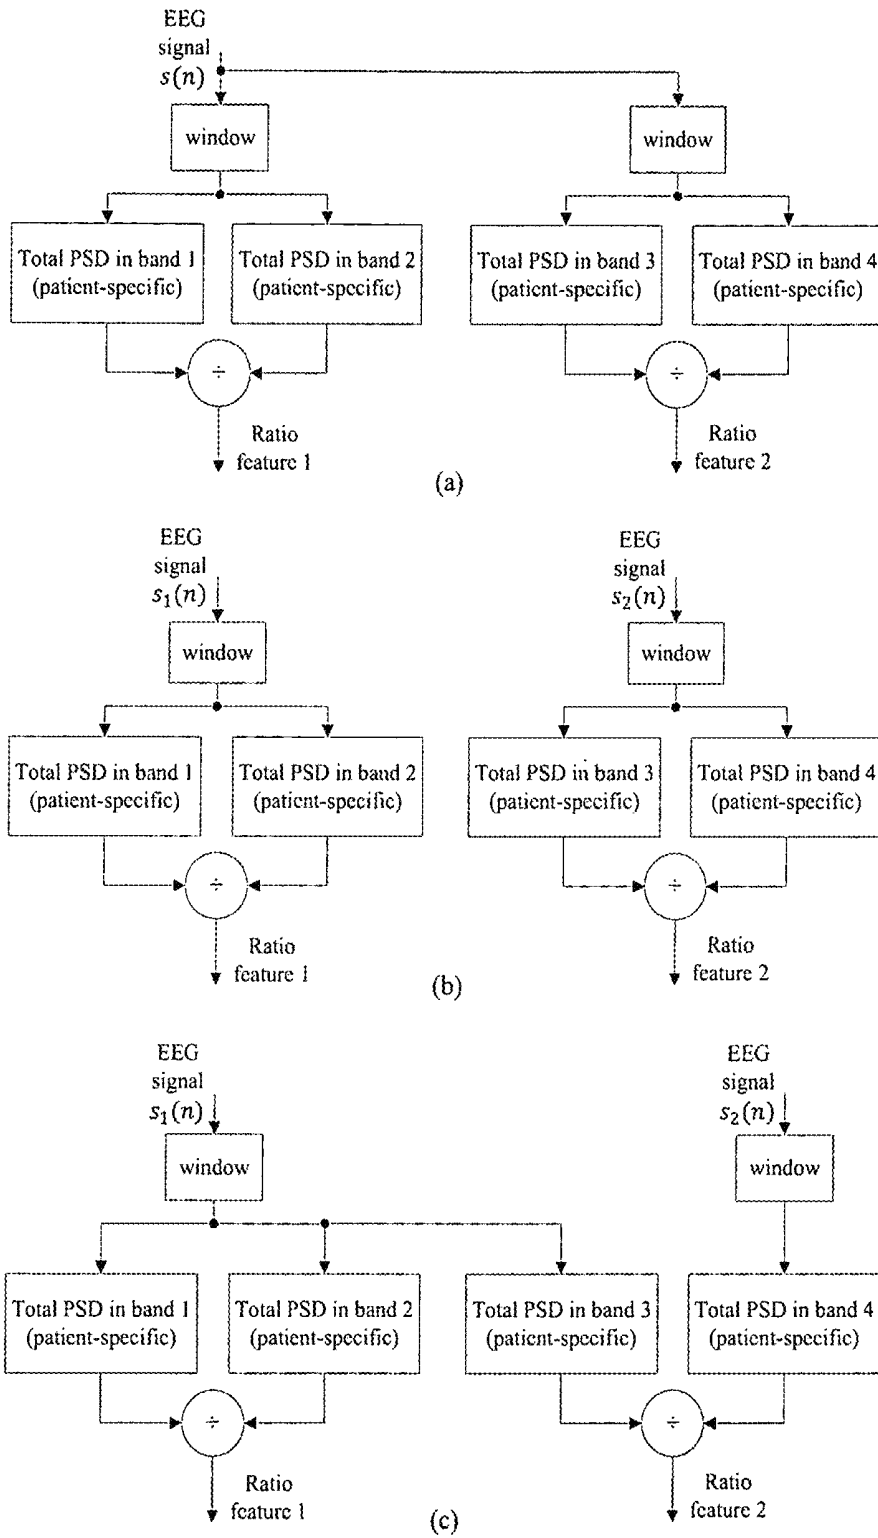 EEG
signal
s(n)
window
window
Total PSD in band 1
(patient-specific)
Total PSD in band 2
(patient-specific)
Total PSD in band 3
(patient-specific)
Total PSD in band 4
(patient-specific)
÷
÷
Ratio
feature 1
Ratio
feature 2
(a)
EEG
signal
s₁(n)
EEG
signal
s₂(n)
window
window
Total PSD in band 1
(patient-specific)
Total PSD in band 2
(patient-specific)
Total PSD in band 3
(patient-specific)
Total PSD in band 4
(patient-specific)
÷
÷
Ratio
feature 1
Ratio
feature 2
(b)
EEG
signal
s₁(n)
EEG
signal
s₂(n)
window
window
Total PSD in band 1
(patient-specific)
Total PSD in band 2
(patient-specific)
Total PSD in band 3
(patient-specific)
Total PSD in band 4
(patient-specific)
÷
÷
Ratio
feature 1
Ratio
feature 2
(c)